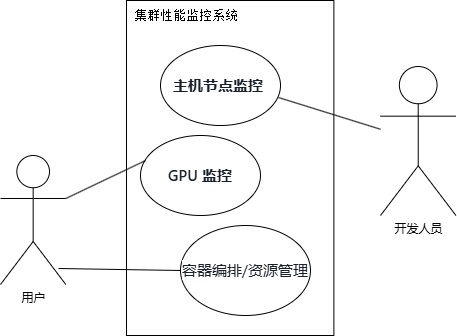 集群性能监控系统
主机节点监控
GPU 监控
开发人员
容器编排/资源管理
用户